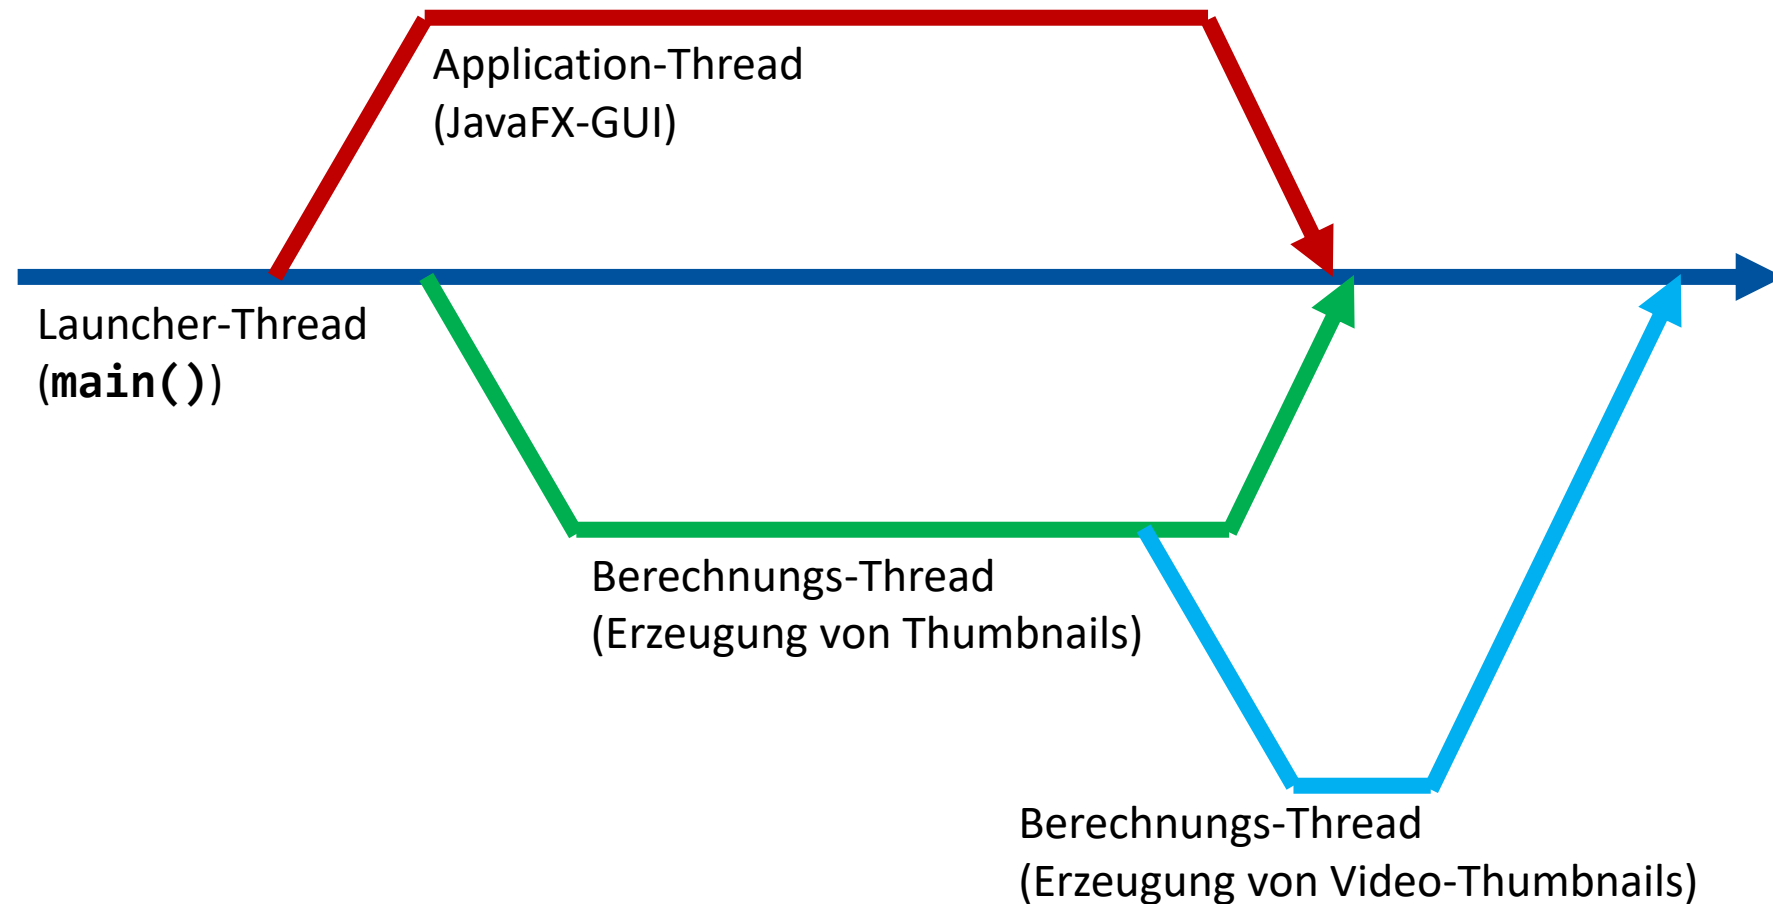 Application-Thread
(JavaFX-GUI)
Launcher-Thread
(main())
Berechnungs-Thread
(Erzeugung von Thumbnails)
Berechnungs-Thread
(Erzeugung von Video-Thumbnails)